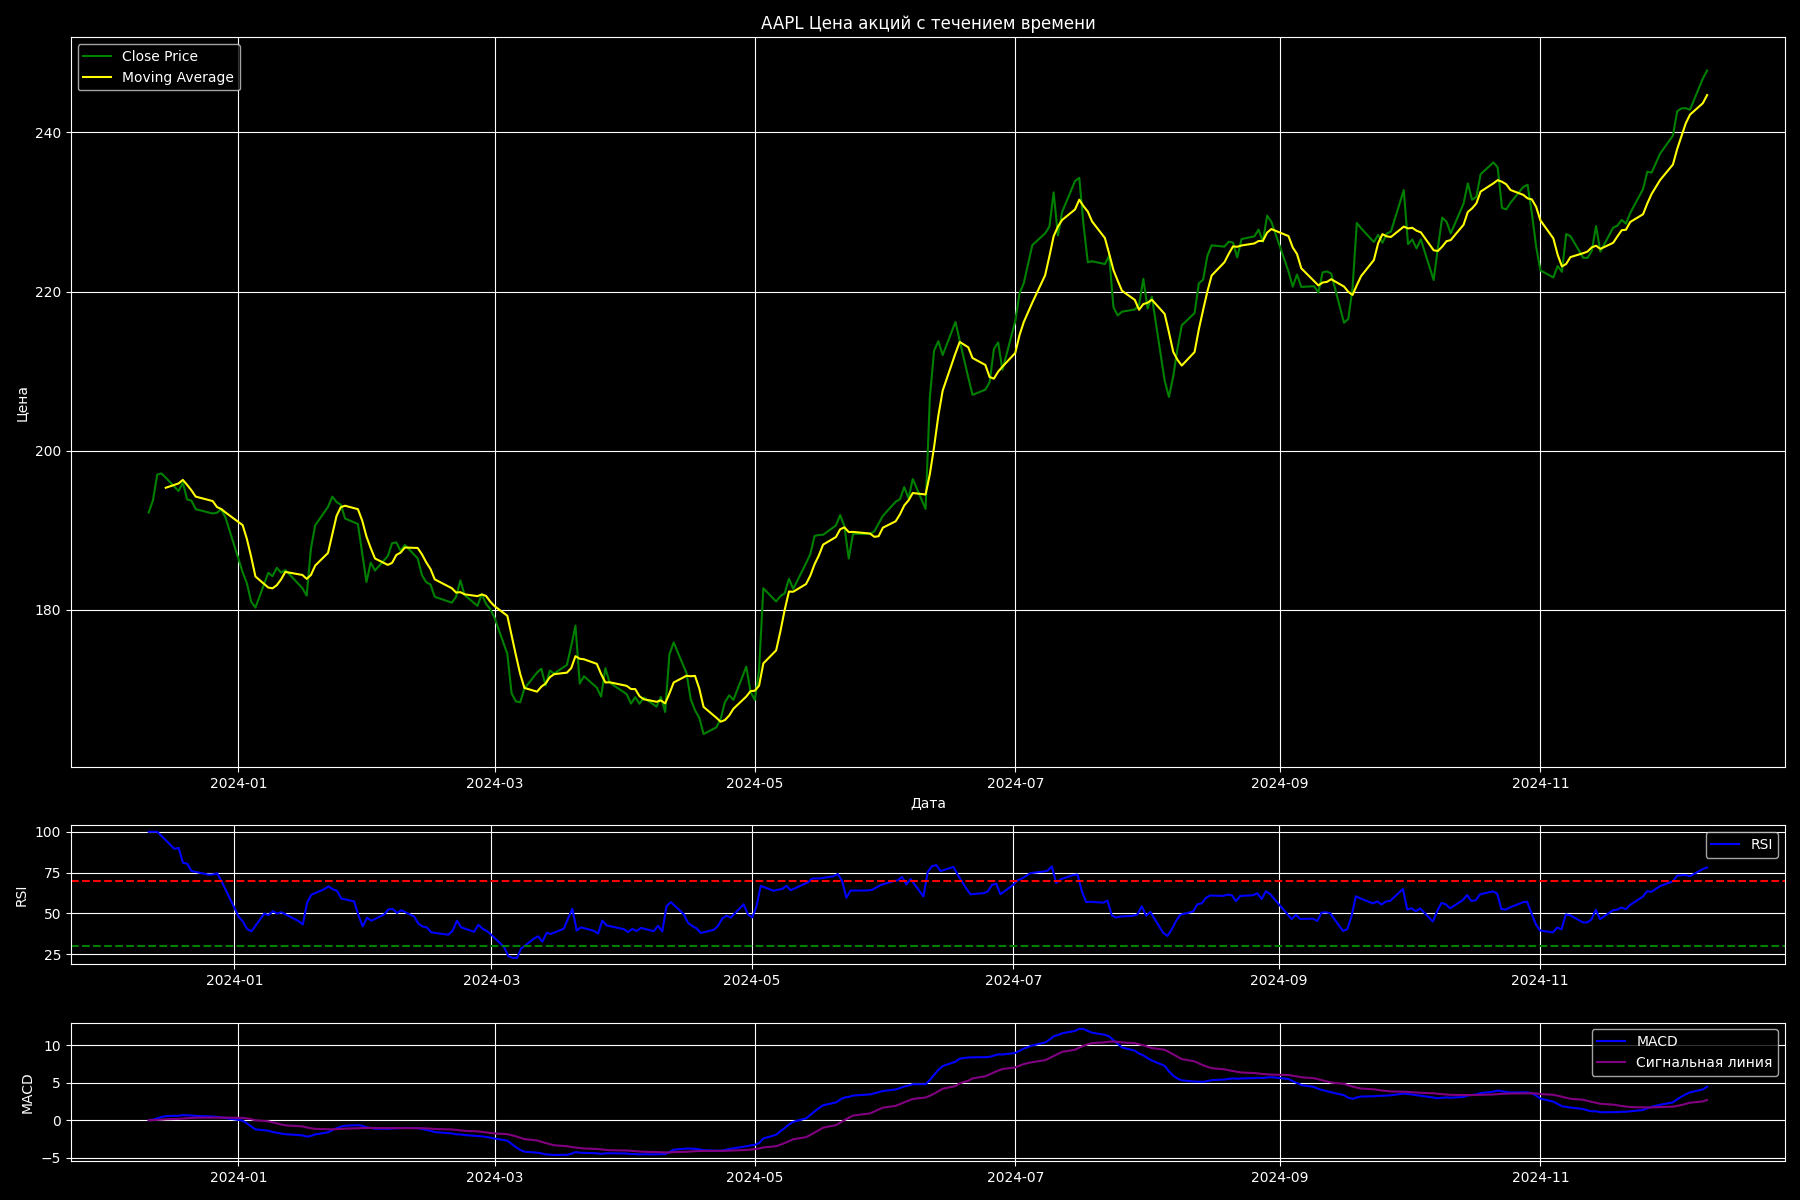 AAPL Цена акций с течением времени
Close Price
Moving Average
240
220
200
180
Цена
2024-01 2024-03 2024-05 2024-07 2024-09 2024-11
Дата
100
75
50
25
RSI
RSI
2024-01 2024-03 2024-05 2024-07 2024-09 2024-11
10
5
0
−5
MACD
MACD
Сигнальная линия
2024-01 2024-03 2024-05 2024-07 2024-09 2024-11